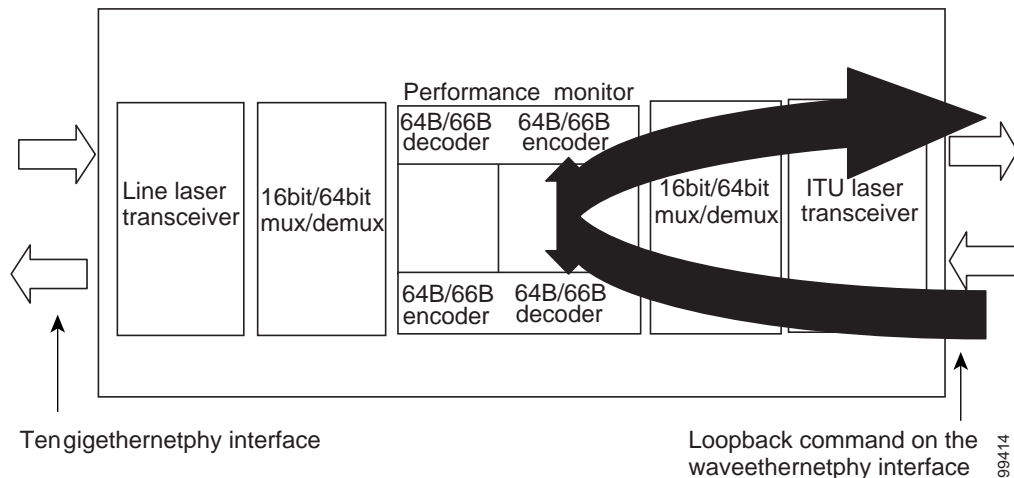 Performance monitor
64B/66B
decoder
64B/66B
encoder
Line laser
transceiver
16bit/64bit
mux/demux
16bit/64bit
mux/demux
ITU laser
transceiver
64B/66B
encoder
64B/66B
decoder
Tengigethernetphy interface
Loopback command on the
waveethernetphy interface
99414